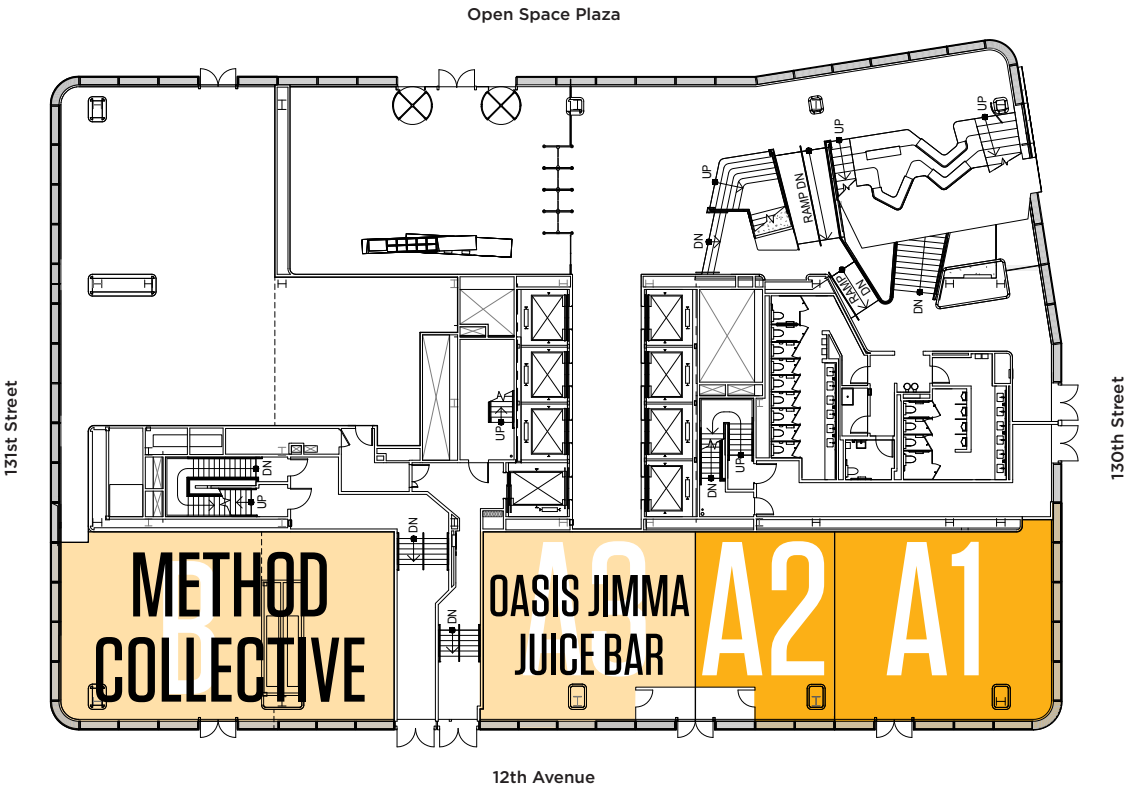 Open Space Plaza
UP
UP
UP
RAMP DN
DN
RAMP
DN
DN
131st Street
130th Street
UP
UP
DN
DN
UP
DN
DN
METHOD
COLLECTIVE
B
OASIS JIMMA
JUICE BAR
A3
A2
A1
12th Avenue